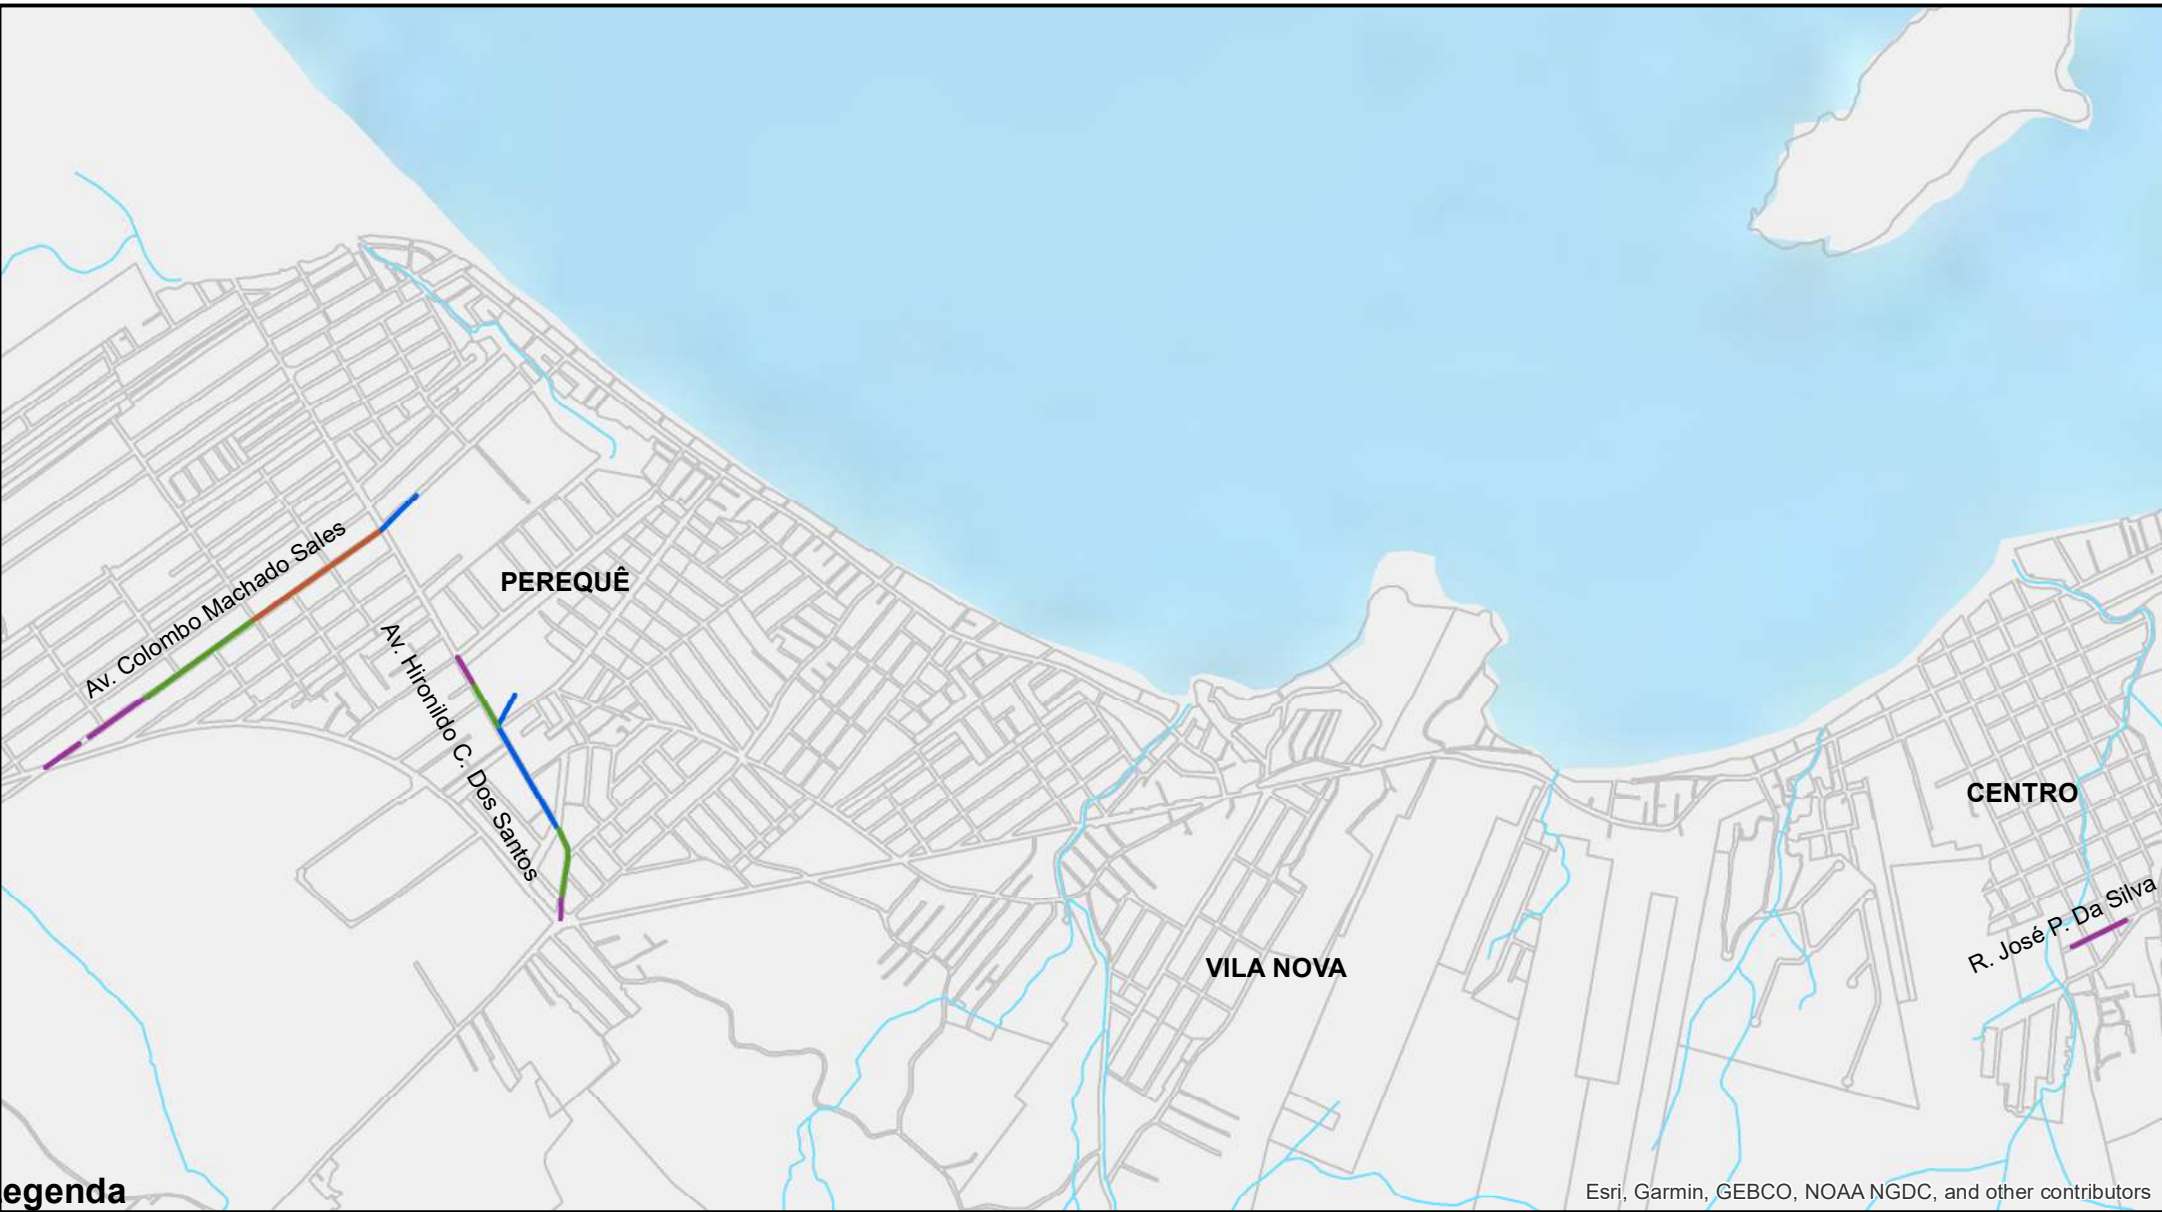 Av. Colombo Machado Sales
PEREQUÊ
Av. Hironildo C. Dos Santos
CENTRO
R. José P. Da Silva
VILA NOVA
egenda
Esri, Garmin, GEBCO, NOAA NGDC, and other contributors